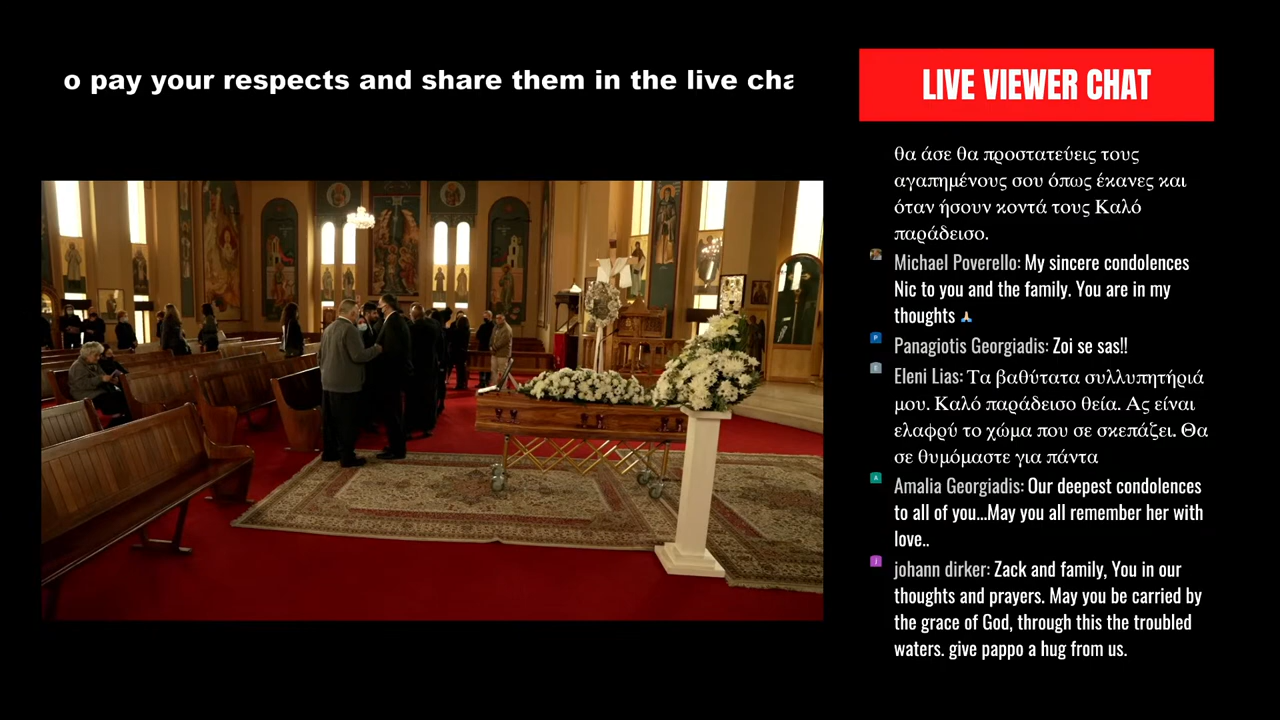 o pay your respects and share them in the live cha
LIVE VIEWER CHAT
θα άσε θα προστατεύεις τους
αγαπημένους σου όπως έκανες και
όταν ήσουν κοντά τους Καλό
παράδεισο.
Michael Poverello: My sincere condolences
Nic to you and the family. You are in my
thoughts 🙏
Panagiotis Georgiadis: Zoi se sas!!
Eleni Lias: Τα βαθύτατα συλλυπητήριά
μου. Καλό παράδεισο θεία. Ας είναι
ελαφρύ το χώμα που σε σκεπάζει. Θα
σε θυμόμαστε για πάντα
Amalia Georgiadis: Our deepest condolences
to all of you...May you all remember her with
love..
johann dirker: Zack and family, You in our
thoughts and prayers. May you be carried by
the grace of God, through this the troubled
waters. give pappo a hug from us.